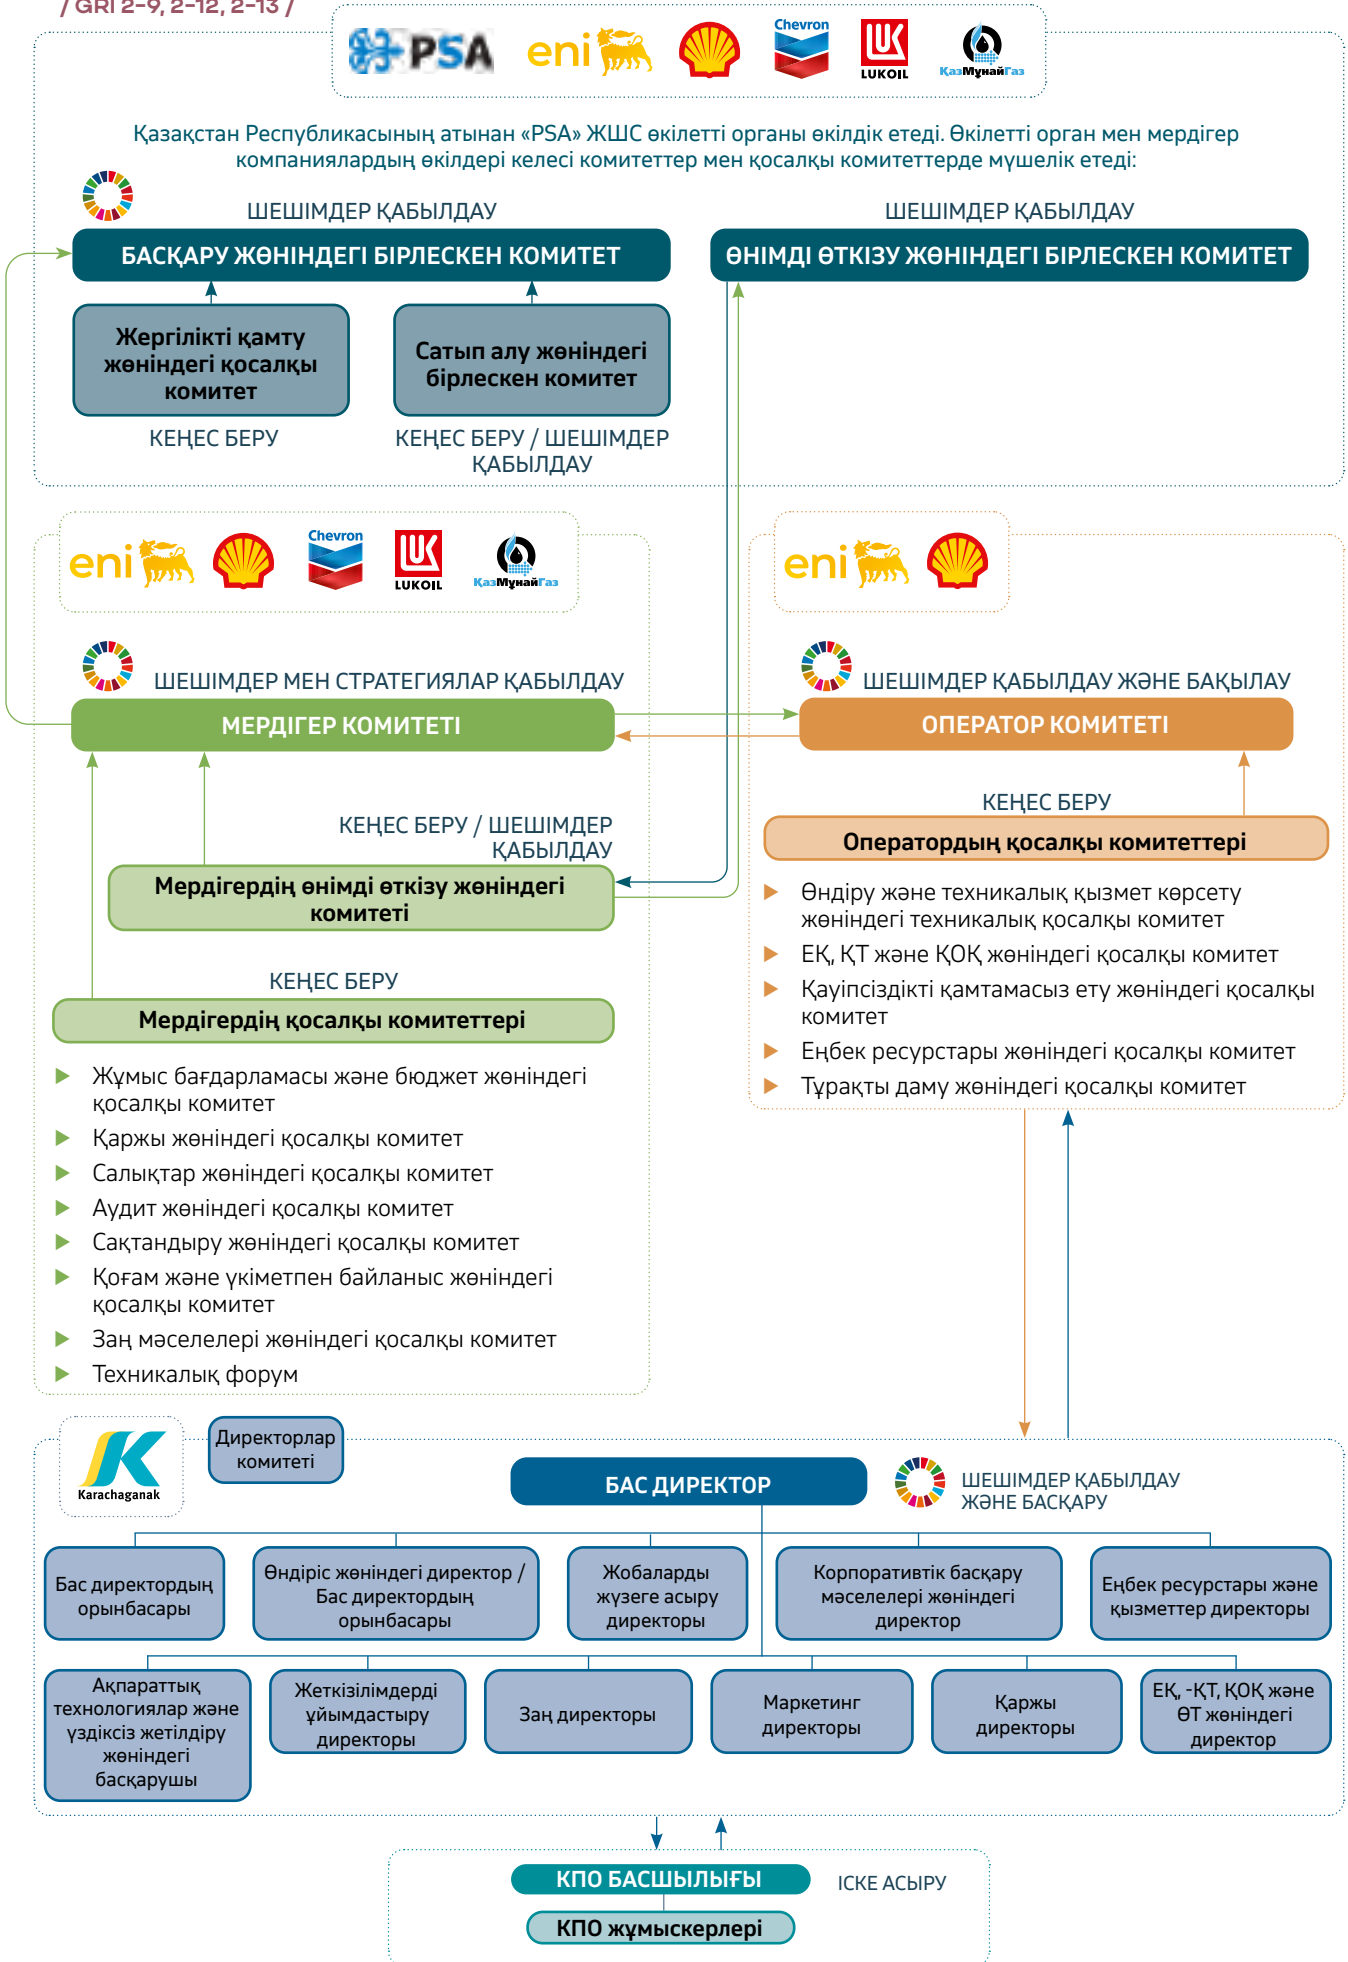 / GRI 2-9, 2-12, 2-13 /
PSA
eni
Chevron
LUKOIL
ҚазМұнайГаз
Қазақстан Республикасының атынан «PSA» ЖШС өкілетті органы өкілдік етеді. Өкілетті орган мен мердігер
компаниялардың өкілдері келесі комитеттер мен қосалқы комитеттерде мүшелік етеді:
ШЕШІМДЕР ҚАБЫЛДАУ
БАСҚАРУ ЖӨНІНДЕГІ БІРЛЕСКЕН КОМИТЕТ
ШЕШІМДЕР ҚАБЫЛДАУ
ӨНІМДІ ӨТКІЗУ ЖӨНІНДЕГІ БІРЛЕСКЕН КОМИТЕТ
Жергілікті қамту
жөніндегі қосалқы
комитет
КЕҢЕС БЕРУ
Сатып алу жөніндегі
бірлескен комитет
КЕҢЕС БЕРУ / ШЕШІМДЕР
ҚАБЫЛДАУ
eni
Chevron
LUKOIL
ҚазМұнайГаз
ШЕШІМДЕР МЕН СТРАТЕГИЯЛАР ҚАБЫЛДАУ
МЕРДІГЕР КОМИТЕТІ
КЕҢЕС БЕРУ / ШЕШІМДЕР
ҚАБЫЛДАУ
Мердігердің өнімді өткізу жөніндегі
комитеті
КЕҢЕС БЕРУ
Мердігердің қосалқы комитеттері
Жұмыс бағдарламасы және бюджет жөніндегі
қосалқы комитет
Қаржы жөніндегі қосалқы комитет
Салықтар жөніндегі қосалқы комитет
Аудит жөніндегі қосалқы комитет
Сақтандыру жөніндегі қосалқы комитет
Қоғам және үкіметпен байланыс жөніндегі
қосалқы комитет
Заң мәселелері жөніндегі қосалқы комитет
Техникалық форум
eni
ШЕШІМДЕР ҚАБЫЛДАУ ЖӘНЕ БАҚЫЛАУ
ОПЕРАТОР КОМИТЕТІ
КЕҢЕС БЕРУ
Оператордың қосалқы комитеттері
Өндіру және техникалық қызмет көрсету
жөніндегі техникалық қосалқы комитет
ЕҚ, ҚТ және ҚОҚ жөніндегі қосалқы комитет
Қауіпсіздікті қамтамасыз ету жөніндегі қосалқы
комитет
Еңбек ресурстары жөніндегі қосалқы комитет
Тұрақты даму жөніндегі қосалқы комитет
Karachaganak
Директорлар
комитеті
БАС ДИРЕКТОР
ШЕШІМДЕР ҚАБЫЛДАУ
ЖӘНЕ БАСҚАРУ
Бас директордың
орынбасары
Өндіріс жөніндегі директор /
Бас директордың
орынбасары
Жобаларды
жүзеге асыру
директоры
Корпоративтік басқару
мәселелері жөніндегі
директор
Еңбек ресурстары және
қызметтер директоры
Ақпараттық
технологиялар және
үздіксіз жетілдіру
жөніндегі
басқарушы
Жеткізілімдерді
ұйымдастыру
директоры
Заң директоры
Маркетинг
директоры
Қаржы
директоры
ЕҚ, -ҚТ, ҚОҚ және
ӨТ жөніндегі
директор
КПО БАСШЫЛЫҒЫ
ІСКЕ АСЫРУ
КПО жұмыскерлері